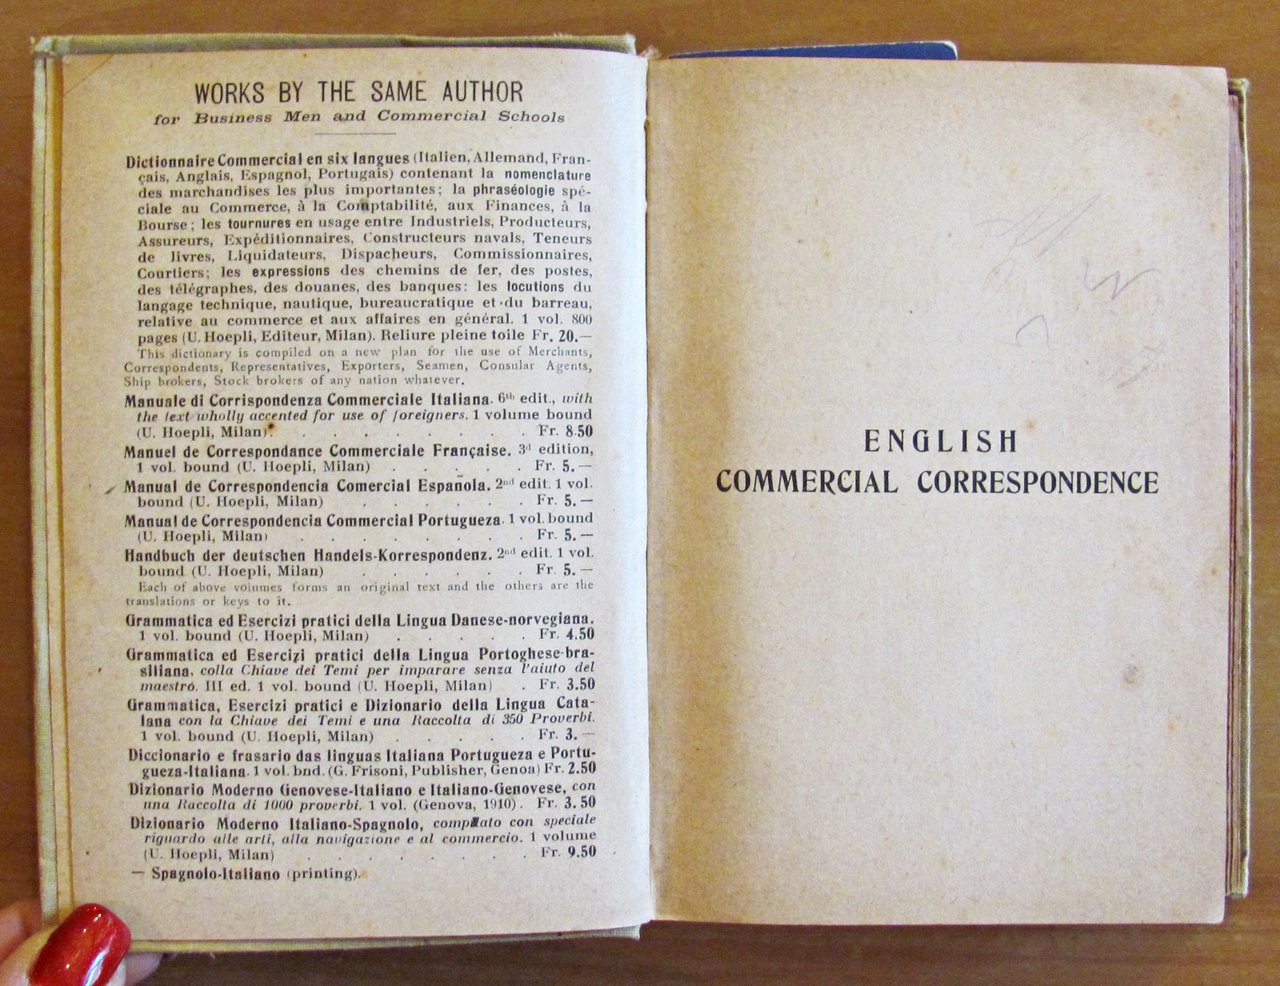 WORKS BY THE SAME AUTHOR
for Business Men and Commercial Schools
Dictionnaire Commercial en six langues (Italien, Allemand, Fran-
çais, Anglais, Espagnol, Portugais) contenant la nomenclature
des marchandises les plus importantes; la phraséologie spé-
ciale au Commerce, à la Comptabilité, aux Finances, à la
Bourse; les tournures en usage entre Industriels, Producteurs,
Assureurs, Expéditionnaires, Constructeurs navals, Teneurs
de livres, Liquidateurs, Dispacheurs, Commissionnaires,
Courtiers; les expressions des chemins de fer, des postes,
des télégraphes, des douanes, des banques: les locutions du
langage technique, nautique, bureaucratique et du barreau,
relative au commerce et aux affaires en général. 1 vol. 800
pages (U. Hoepli, Editeur, Milan). Reliure pleine toile Fr. 20.—
This dictionary is compiled on a new plan for the use of Merchants,
Correspondents, Representatives, Exporters, Seamen, Consular Agents,
Ship brokers, Stock brokers of any nation whatever.
Manuale di Corrispondenza Commerciale Italiana. 6th edit., with
the text wholly accented for use of foreigners. 1 volume bound
(U. Hoepli, Milan). . . . . . . . . Fr. 8.50
Manuel de Correspondance Commerciale Française. 3d edition,
1 vol. bound (U. Hoepli, Milan) . . . . . Fr. 5.—
Manual de Correspondencia Comercial Española. 2nd edit. 1 vol.
bound (U. Hoepli, Milan) . . . . . . Fr. 5.—
Manual de Correspondencia Commercial Portugueza. 1 vol. bound
(U. Hoepli, Milan) . . . . . . . Fr. 5.—
Handbuch der deutschen Handels-Korrespondenz. 2nd edit. 1 vol.
bound (U. Hoepli, Milan) . . . . . . Fr. 5.—
Each of above volumes forms an original text and the others are the
translations or keys to it.
Grammatica ed Esercizi pratici della Lingua Danese-norvegiana.
1 vol. bound (U. Hoepli, Milan) . . . . . Fr. 4.50
Grammatica ed Esercizi pratici della Lingua Portoghese-bra-
siliana, colla Chiave dei Temi per imparare senza l'aiuto del
maestro. III ed. 1 vol. bound (U. Hoepli, Milan) . Fr. 3.50
Grammatica, Esercizi pratici e Dizionario della Lingua Cata-
lana con la Chiave dei Temi e una Raccolta di 350 Proverbi.
1 vol. bound (U. Hoepli, Milan) . . . . . Fr. 3.—
Diccionario e frasario das linguas Italiana Portugueza e Portu-
gueza-Italiana. 1 vol. bnd. (G. Frisoni, Publisher, Genoa) Fr. 2.50
Dizionario Moderno Genovese-Italiano e Italiano-Genovese, con
una Raccolta di 1000 proverbi. 1 vol. (Genova, 1910). Fr. 3.50
Dizionario Moderno Italiano-Spagnolo, compilato con speciale
riguardo alle arti, alla navigazione e al commercio. 1 volume
(U. Hoepli, Milan) . . . . . . . . Fr. 9.50
— Spagnolo-Italiano (printing).
ENGLISH
COMMERCIAL CORRESPONDENCE